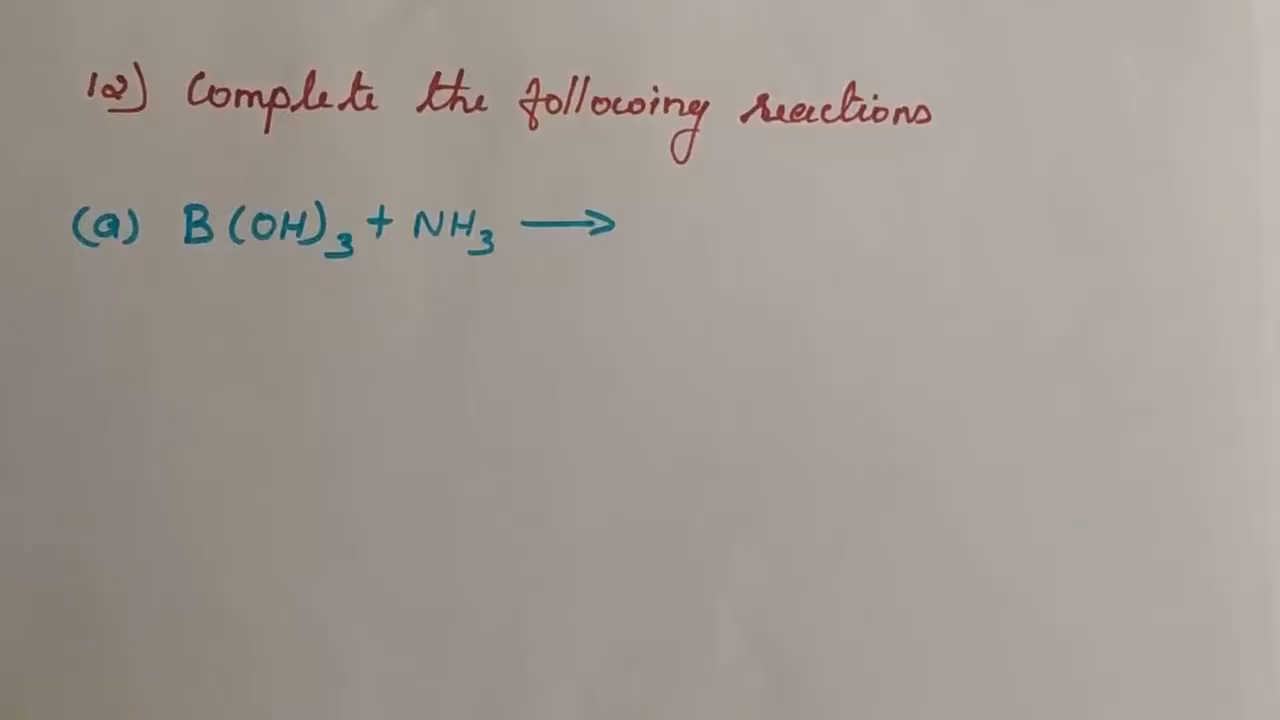 12) Complete the following reactions
(a) B(OH)₃ + NH₃ ⟶